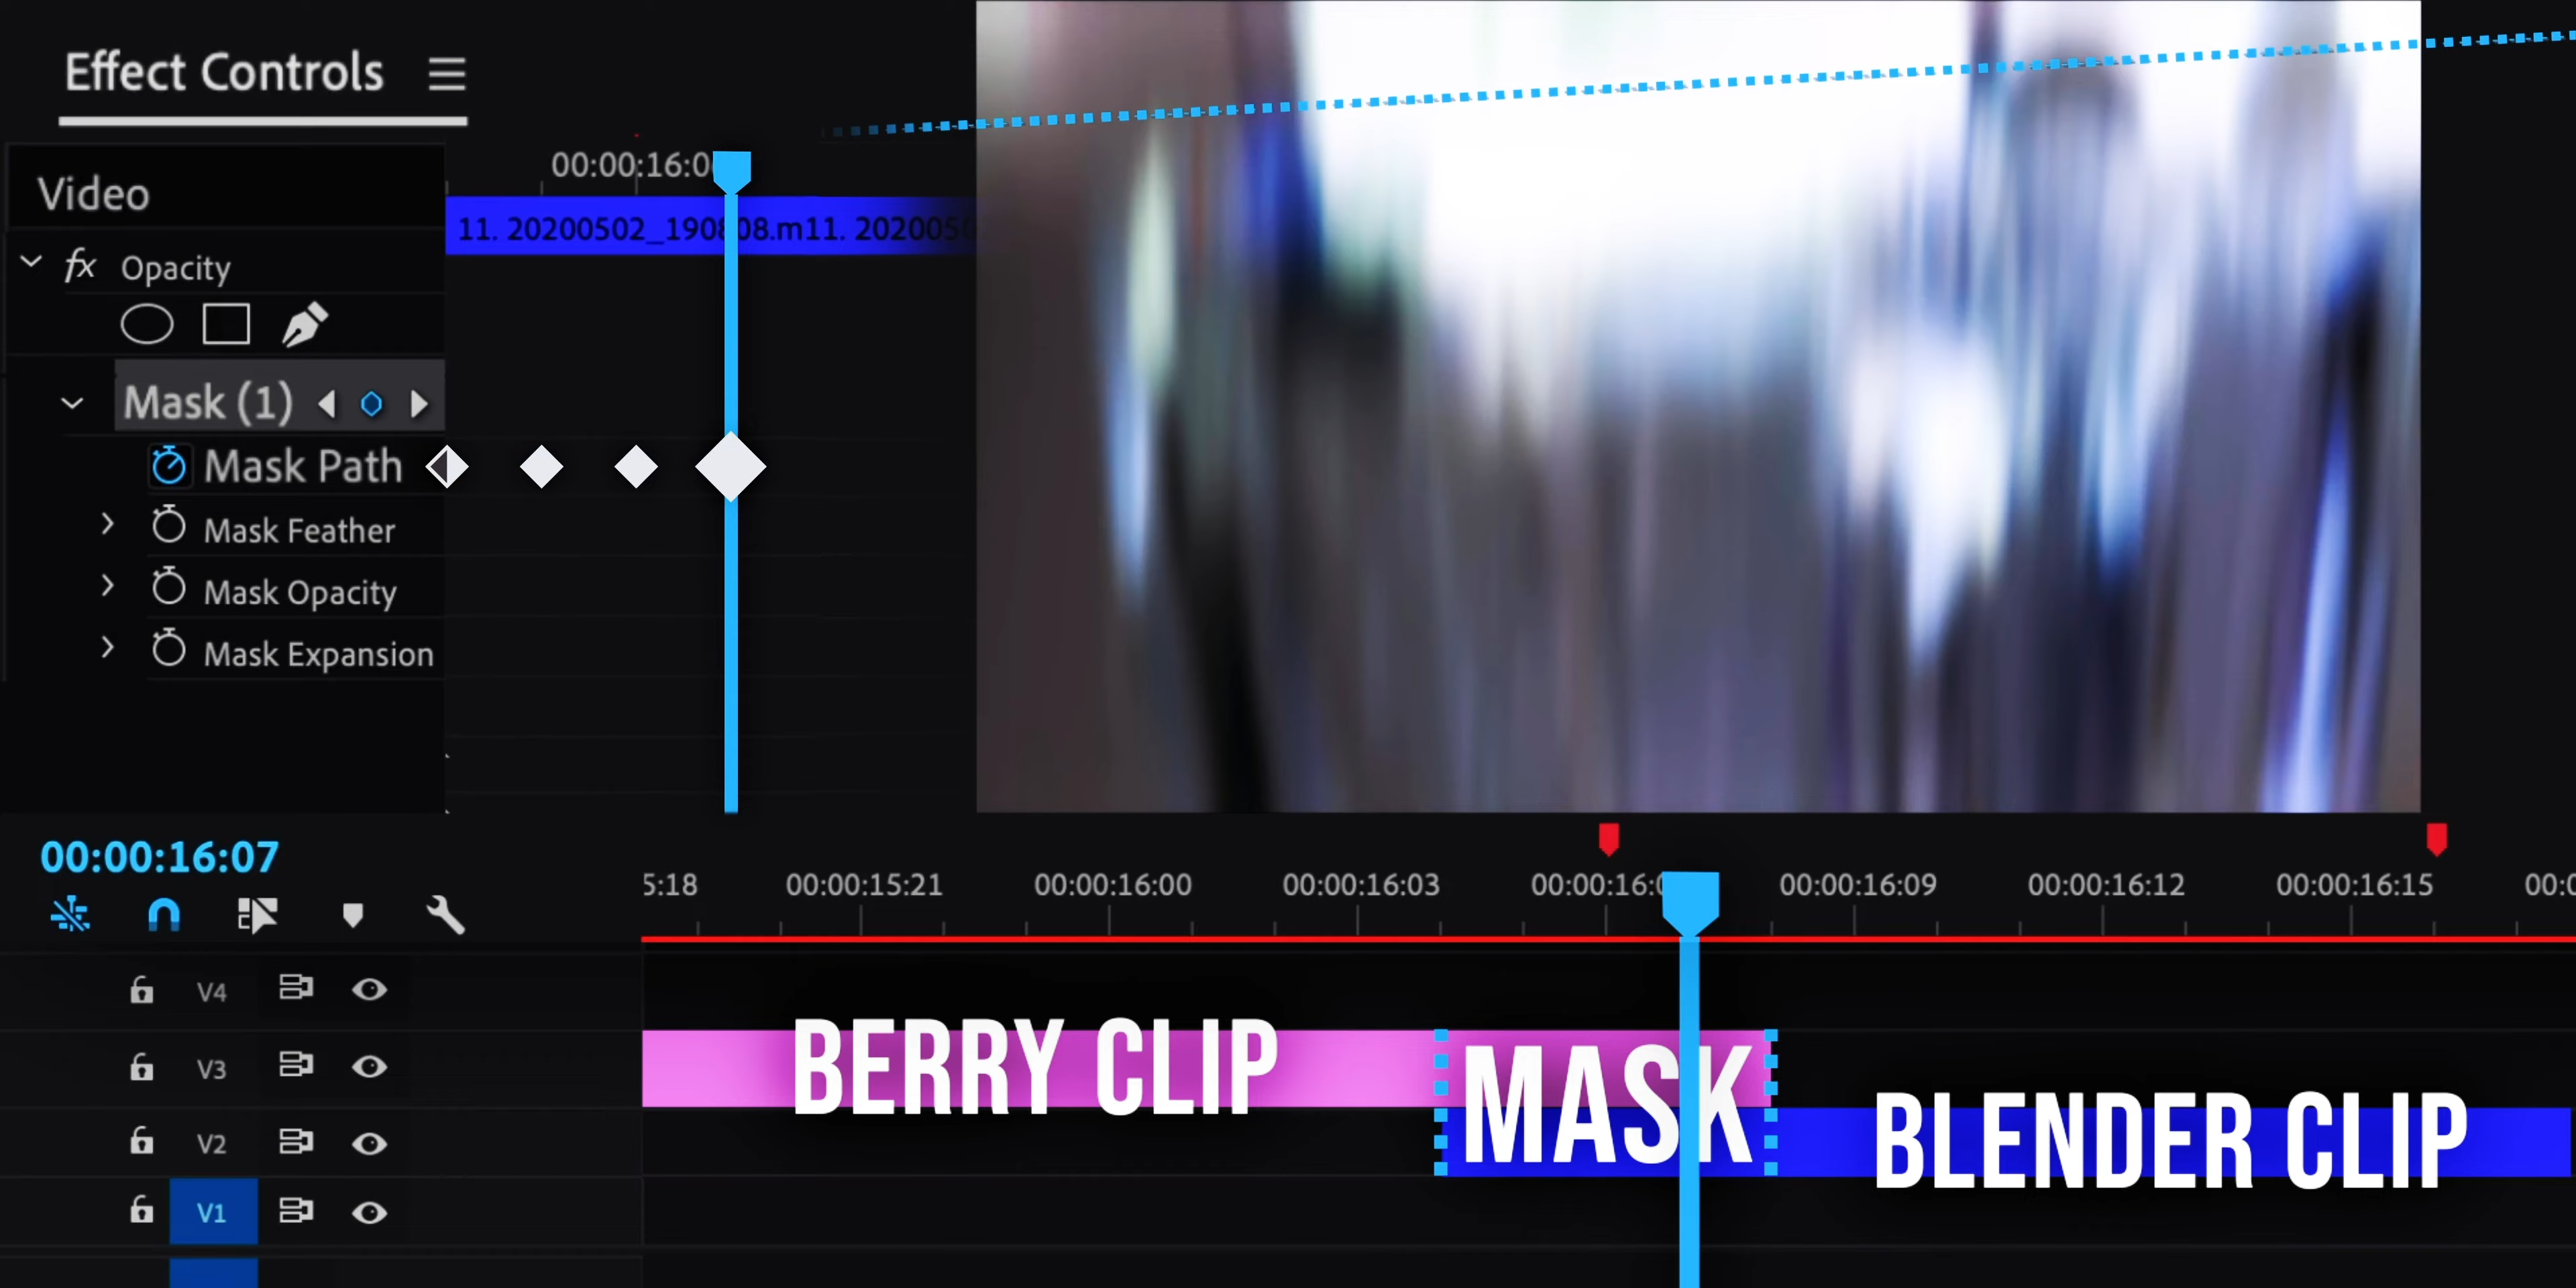 Effect Controls
00:00:16:0
Video
11. 20200502_190808.m11. 202005
fx Opacity
Mask (1)
Mask Path
Mask Feather
Mask Opacity
Mask Expansion
00:00:16:07
5:18 00:00:15:21 00:00:16:00 00:00:16:03 00:00:16:0 00:00:16:09 00:00:16:12 00:00:16:15 00:0
V4
BERRY CLIP
V3
MASK
V2
BLENDER CLIP
V1